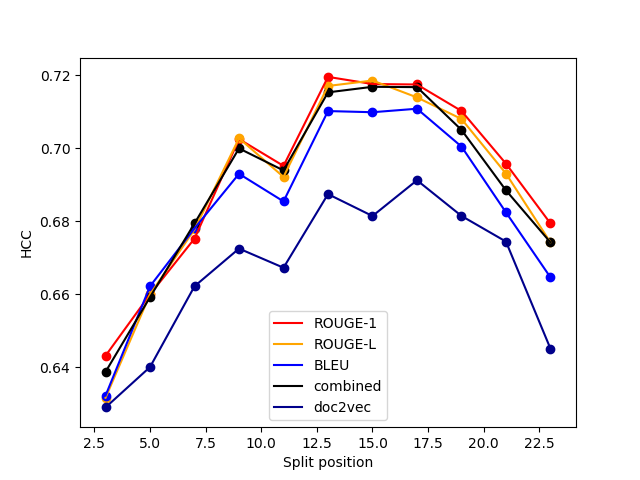 0.72
0.70
0.68
0.66
0.64
HCC
ROUGE-1
ROUGE-L
BLEU
combined
doc2vec
2.5 5.0 7.5 10.0 12.5 15.0 17.5 20.0 22.5
Split position